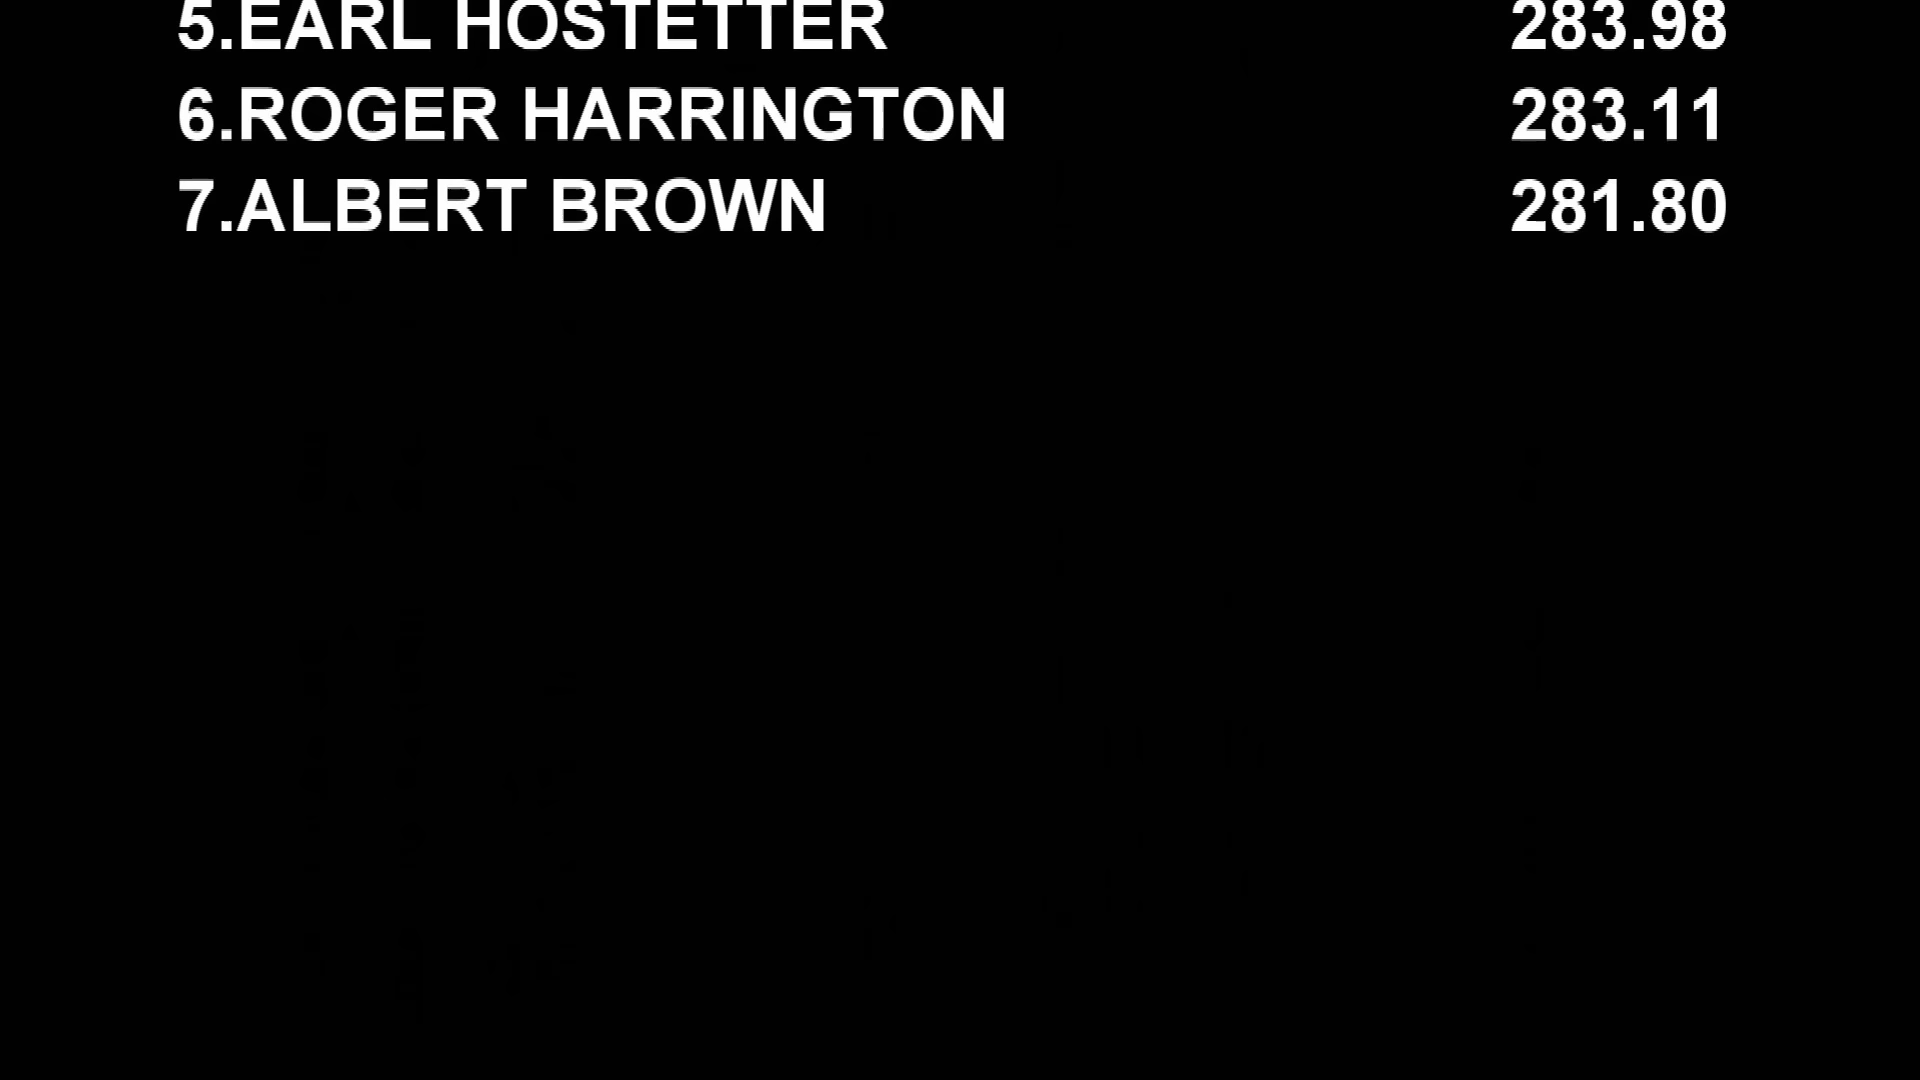 5.EARL HOSTETTER 283.98
6.ROGER HARRINGTON 283.11
7.ALBERT BROWN 281.80